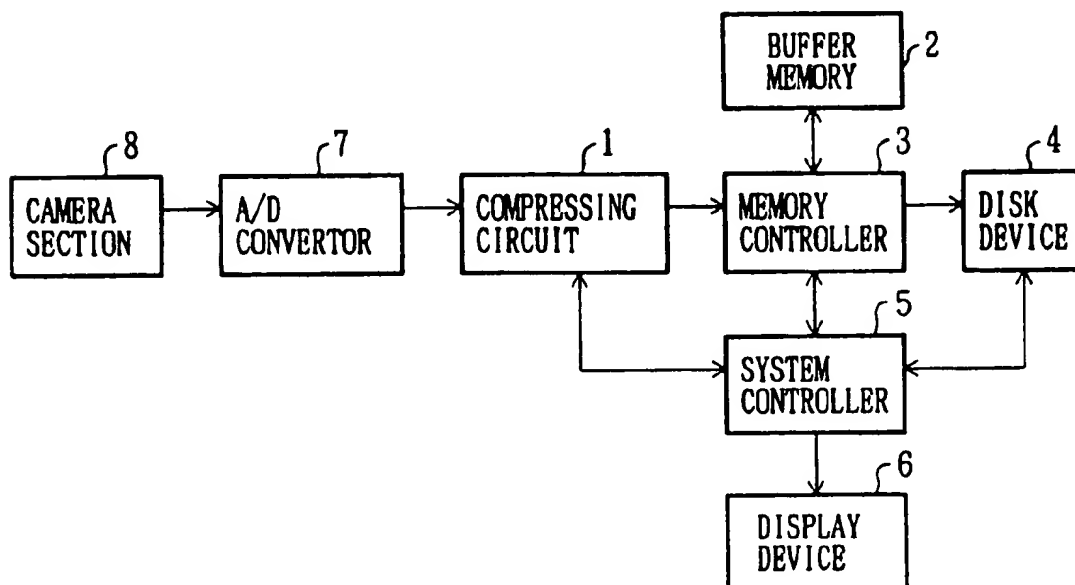 BUFFER
MEMORY
2
8
7
1
3
4
CAMERA
SECTION
A/D
CONVERTOR
COMPRESSING
CIRCUIT
MEMORY
CONTROLLER
DISK
DEVICE
5
SYSTEM
CONTROLLER
6
DISPLAY
DEVICE